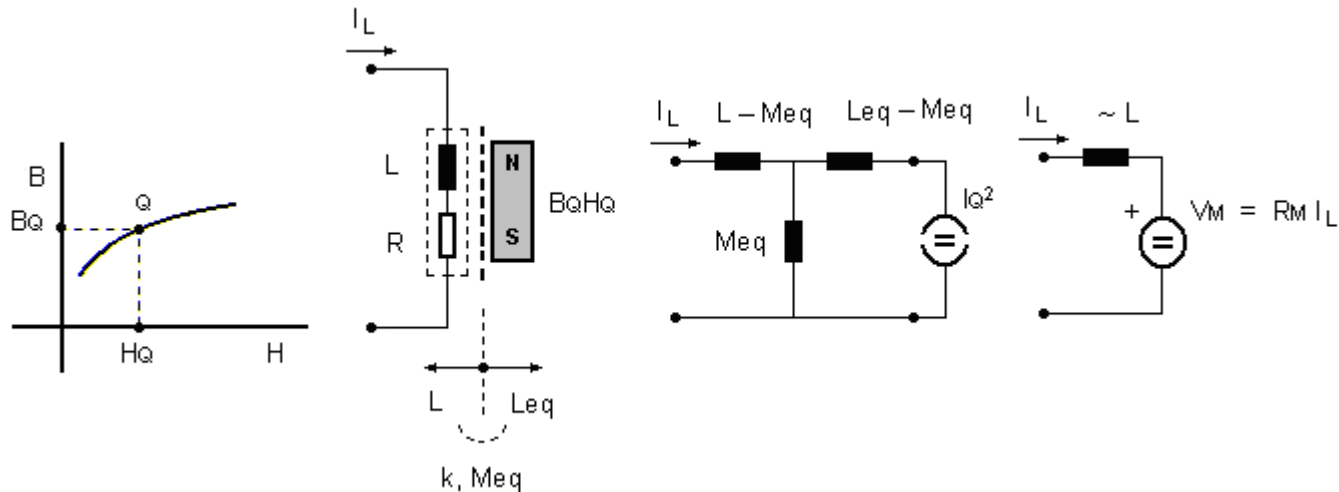 B
BQ
Q
HQ
H
IL
L
R
N
S
BQHQ
L
Leq
k, Meq
IL
L – Meq
Leq – Meq
Meq
IQ²
=
IL
~ L
+
=
VM = RM IL